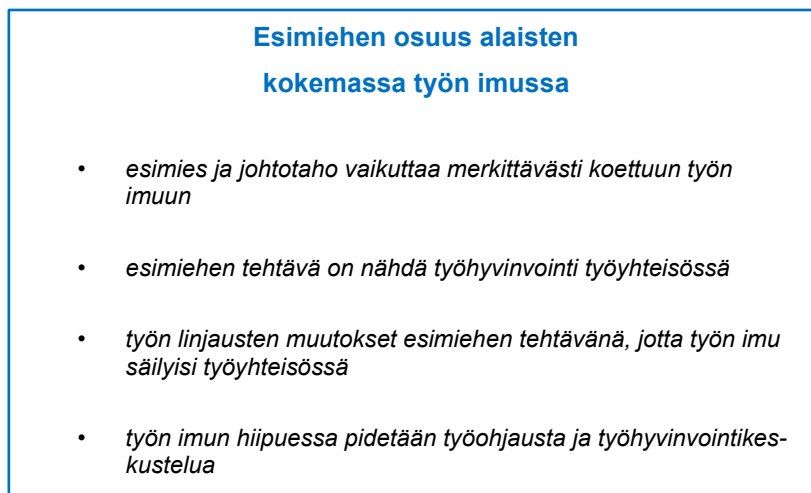 Esimiehen osuus alaisten
kokemassa työn imussa
• esimies ja johtotaho vaikuttaa merkittävästi koettuun työn
imuun
• esimiehen tehtävä on nähdä työhyvinvointi työyhteisössä
• työn linjausten muutokset esimiehen tehtävänä, jotta työn imu
säilyisi työyhteisössä
• työn imun hiipuessa pidetään työohjausta ja työhyvinvointikes-
kustelua